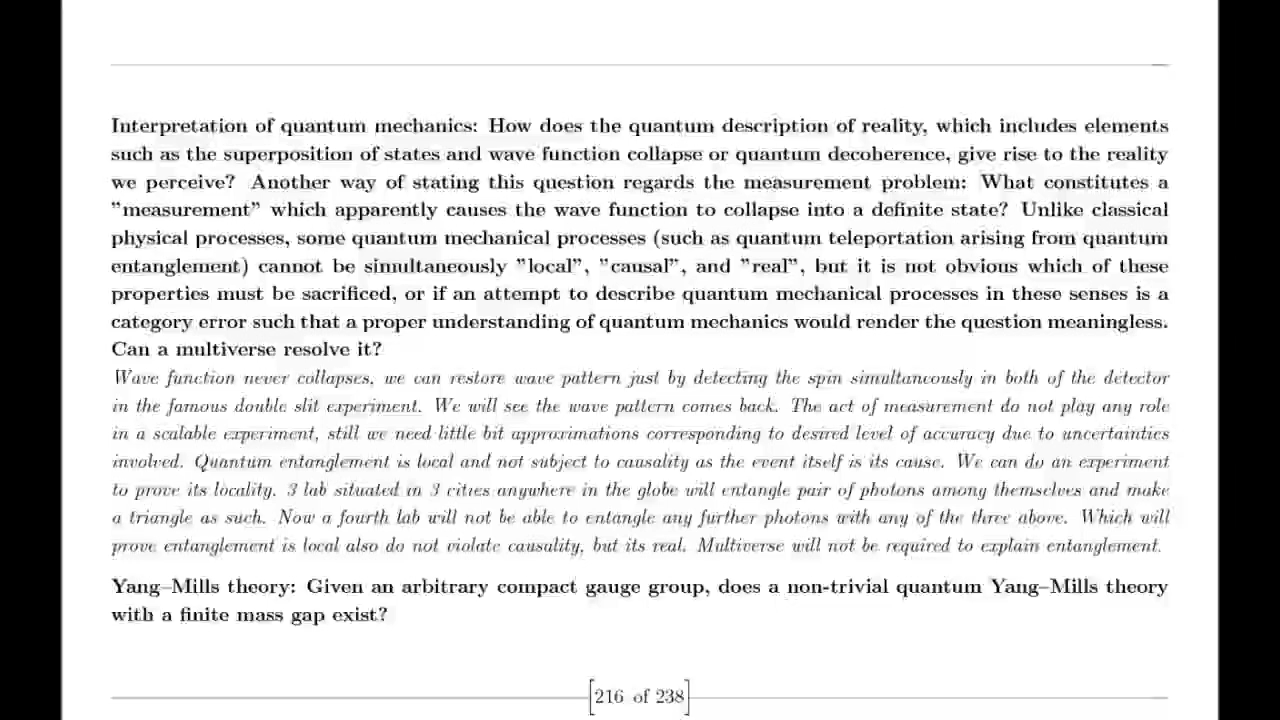 Interpretation of quantum mechanics: How does the quantum description of reality, which includes elements
such as the superposition of states and wave function collapse or quantum decoherence, give rise to the reality
we perceive? Another way of stating this question regards the measurement problem: What constitutes a
”measurement” which apparently causes the wave function to collapse into a definite state? Unlike classical
physical processes, some quantum mechanical processes (such as quantum teleportation arising from quantum
entanglement) cannot be simultaneously ”local”, ”causal”, and ”real”, but it is not obvious which of these
properties must be sacrificed, or if an attempt to describe quantum mechanical processes in these senses is a
category error such that a proper understanding of quantum mechanics would render the question meaningless.
Can a multiverse resolve it?
Wave function never collapses, we can restore wave pattern just by detecting the spin simultaneously in both of the detector
in the famous double slit experiment. We will see the wave pattern comes back. The act of measurement do not play any role
in a scalable experiment, still we need little bit approximations corresponding to desired level of accuracy due to uncertainties
involved. Quantum entanglement is local and not subject to causality as the event itself is its cause. We can do an experiment
to prove its locality. 3 lab situated in 3 cities anywhere in the globe will entangle pair of photons among themselves and make
a triangle as such. Now a fourth lab will not be able to entangle any further photons with any of the three above. Which will
prove entanglement is local also do not violate causality, but its real. Multiverse will not be required to explain entanglement.
Yang–Mills theory: Given an arbitrary compact gauge group, does a non-trivial quantum Yang–Mills theory
with a finite mass gap exist?
[216 of 238]